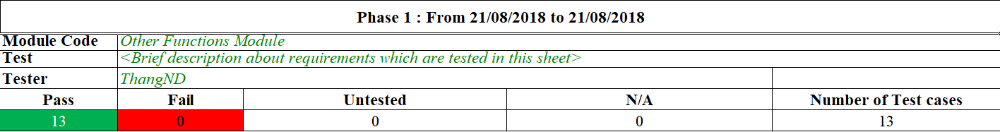 Phase 1 : From 21/08/2018 to 21/08/2018
Module Code Other Functions Module
Test <Brief description about requirements which are tested in this sheet>
Tester ThangND
Pass Fail Untested N/A Number of Test cases
13 0 0 0 13